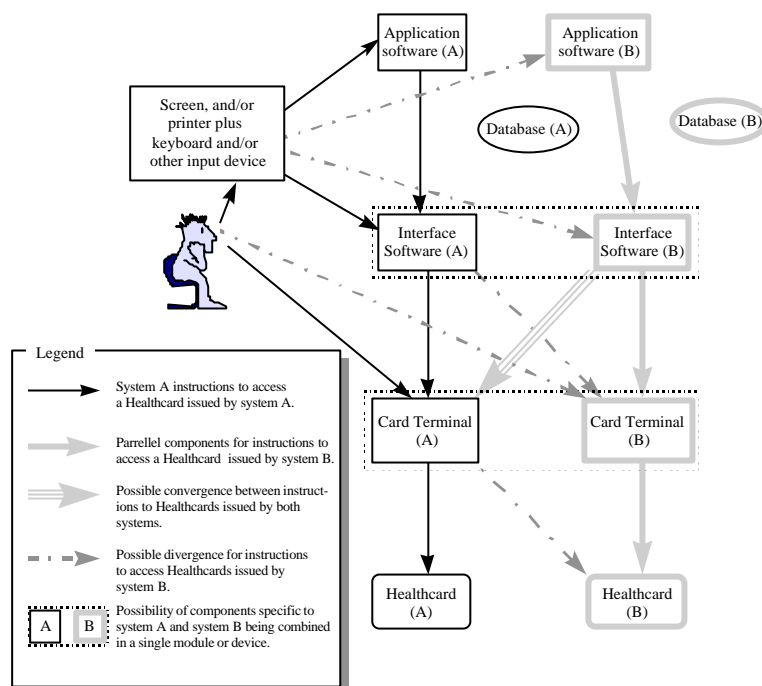 Application
software (A)
Application
software (B)
Screen, and/or
printer plus
keyboard and/or
other input device
Database (A)
Database (B)
Interface
Software (A)
Interface
Software (B)
Card Terminal
(A)
Card Terminal
(B)
Healthcard
(A)
Healthcard
(B)
Legend
System A instructions to access
a Healthcard issued by system A.
Parrellel components for instructions to
access a Healthcard issued by system B.
Possible convergence between instruct-
ions to Healthcards issued by both
systems.
Possible divergence for instructions
to access Healthcards issued by
system B.
A
B
Possibility of components specific to
system A and system B being combined
in a single module or device.